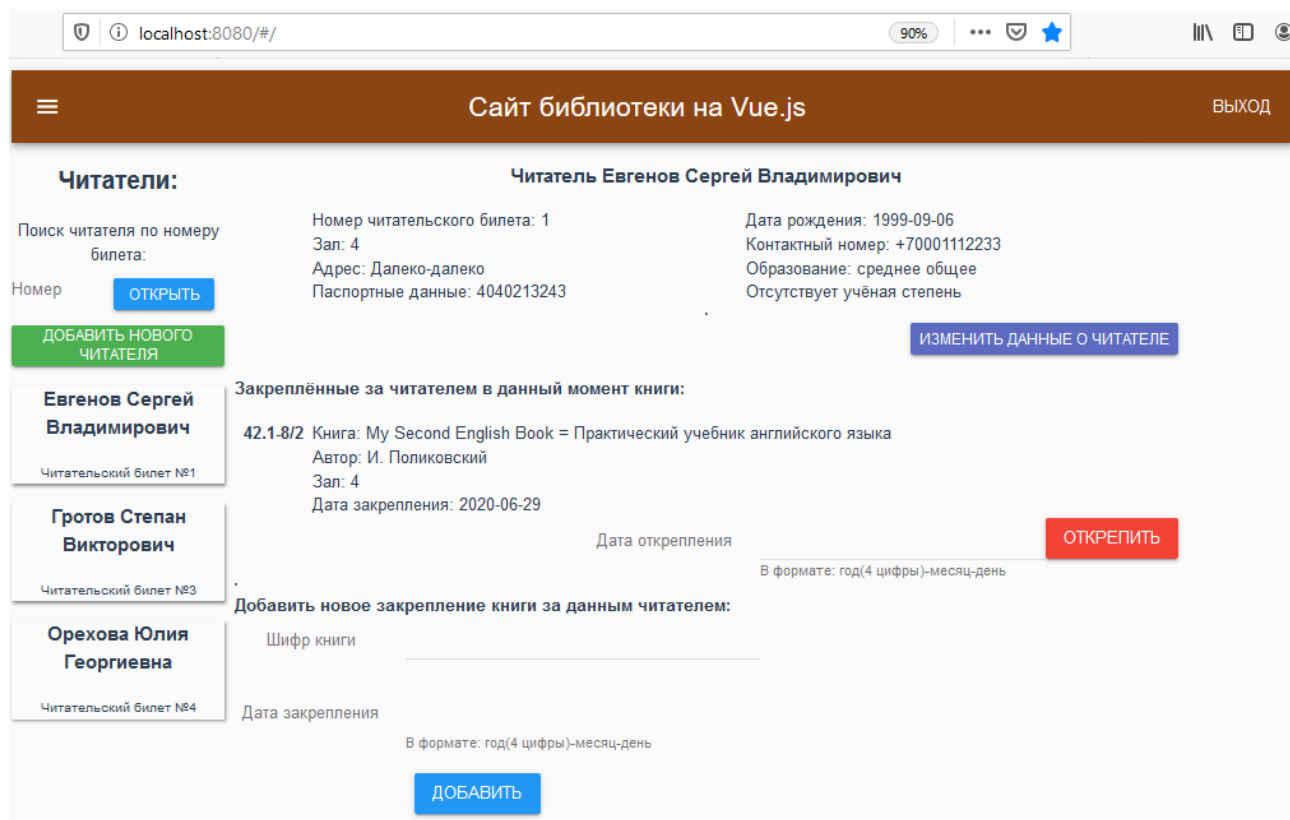 localhost:8080/#/
90%
Сайт библиотеки на Vue.js
ВЫХОД
Читатели:
Поиск читателя по номеру
билета:
Номер
ОТКРЫТЬ
ДОБАВИТЬ НОВОГО
ЧИТАТЕЛЯ
Евгенов Сергей
Владимирович
Читательский билет №1
Гротов Степан
Викторович
Читательский билет №3
Орехова Юлия
Георгиевна
Читательский билет №4
Читатель Евгенов Сергей Владимирович
Номер читательского билета: 1
Зал: 4
Адрес: Далеко-далеко
Паспортные данные: 4040213243
Дата рождения: 1999-09-06
Контактный номер: +70001112233
Образование: среднее общее
Отсутствует учёная степень
.
ИЗМЕНИТЬ ДАННЫЕ О ЧИТАТЕЛЕ
Закреплённые за читателем в данный момент книги:
42.1-8/2 Книга: My Second English Book = Практический учебник английского языка
Автор: И. Поликовский
Зал: 4
Дата закрепления: 2020-06-29
Дата открепления
В формате: год(4 цифры)-месяц-день
ОТКРЕПИТЬ
.
Добавить новое закрепление книги за данным читателем:
Шифр книги
Дата закрепления
В формате: год(4 цифры)-месяц-день
ДОБАВИТЬ